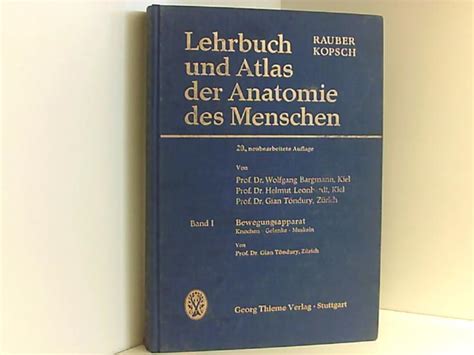 Lehrbuch
und Atlas
der Anatomie
des Menschen
RAUBER
KOPSCH
20., neubearbeitete Auflage
Von
Prof. Dr. Wolfgang Bargmann, Kiel
Prof. Dr. Helmut Leonhardt, Kiel
Prof. Dr. Gian Töndury, Zürich
Band I
Bewegungsapparat
Knochen · Gelenke · Muskeln
Von
Prof. Dr. Gian Töndury, Zürich
Georg Thieme Verlag · Stuttgart